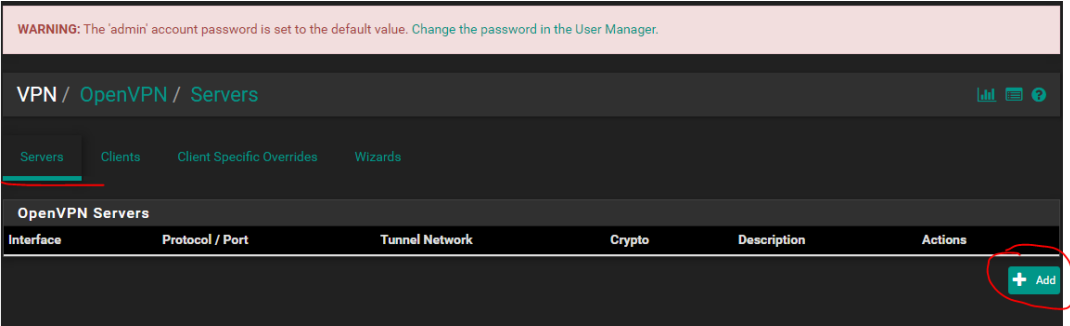 WARNING: The 'admin' account password is set to the default value. Change the password in the User Manager.
VPN / OpenVPN / Servers
Servers Clients Client Specific Overrides Wizards
OpenVPN Servers
Interface Protocol / Port Tunnel Network Crypto Description Actions
Add